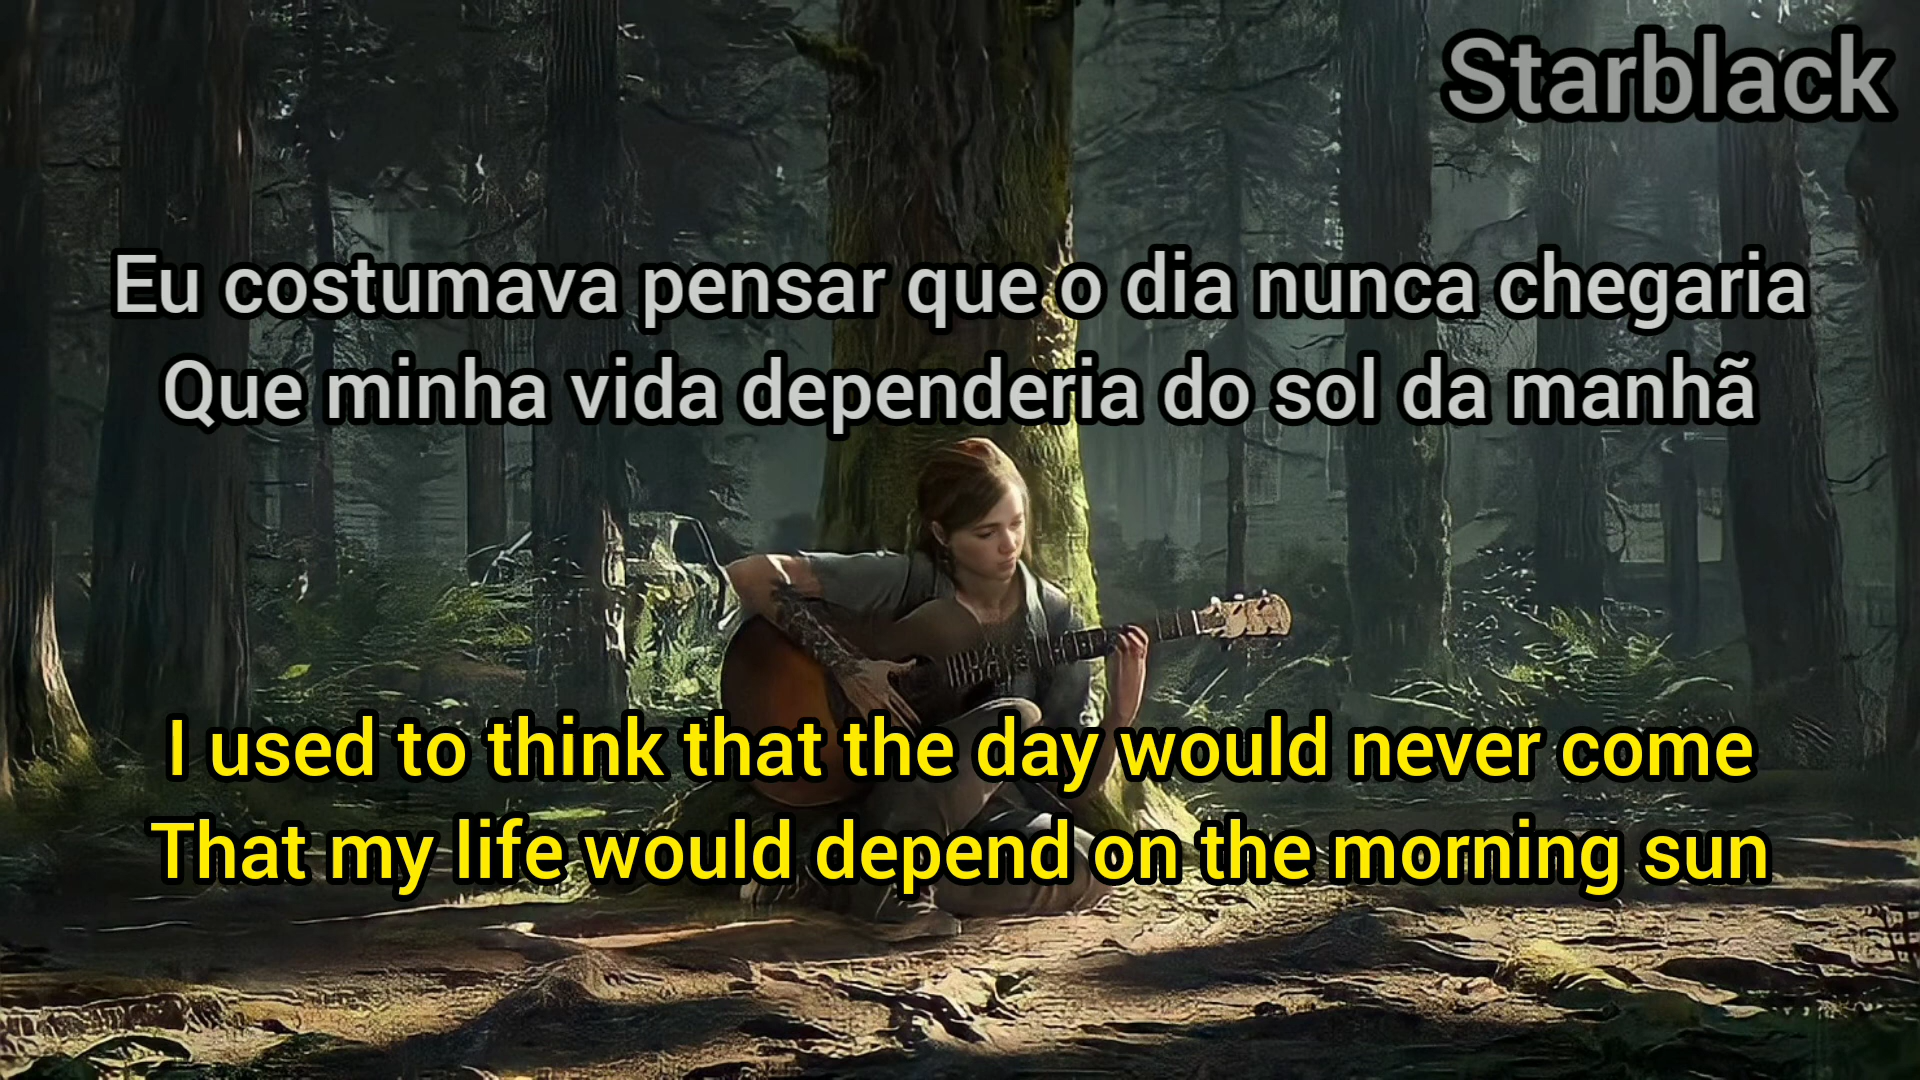 Starblack
Eu costumava pensar que o dia nunca chegaria
Que minha vida dependeria do sol da manhã
I used to think that the day would never come
That my life would depend on the morning sun